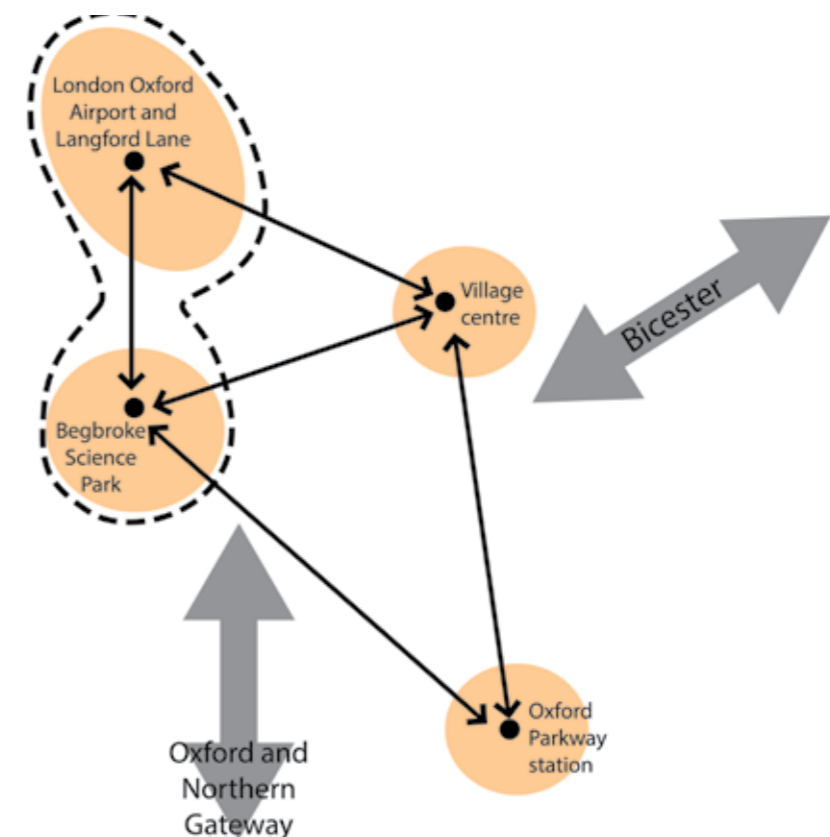 London Oxford
Airport and
Langford Lane
Village
centre
Bicester
Begbroke
Science
Park
Oxford
Parkway
station
Oxford and
Northern
Gateway